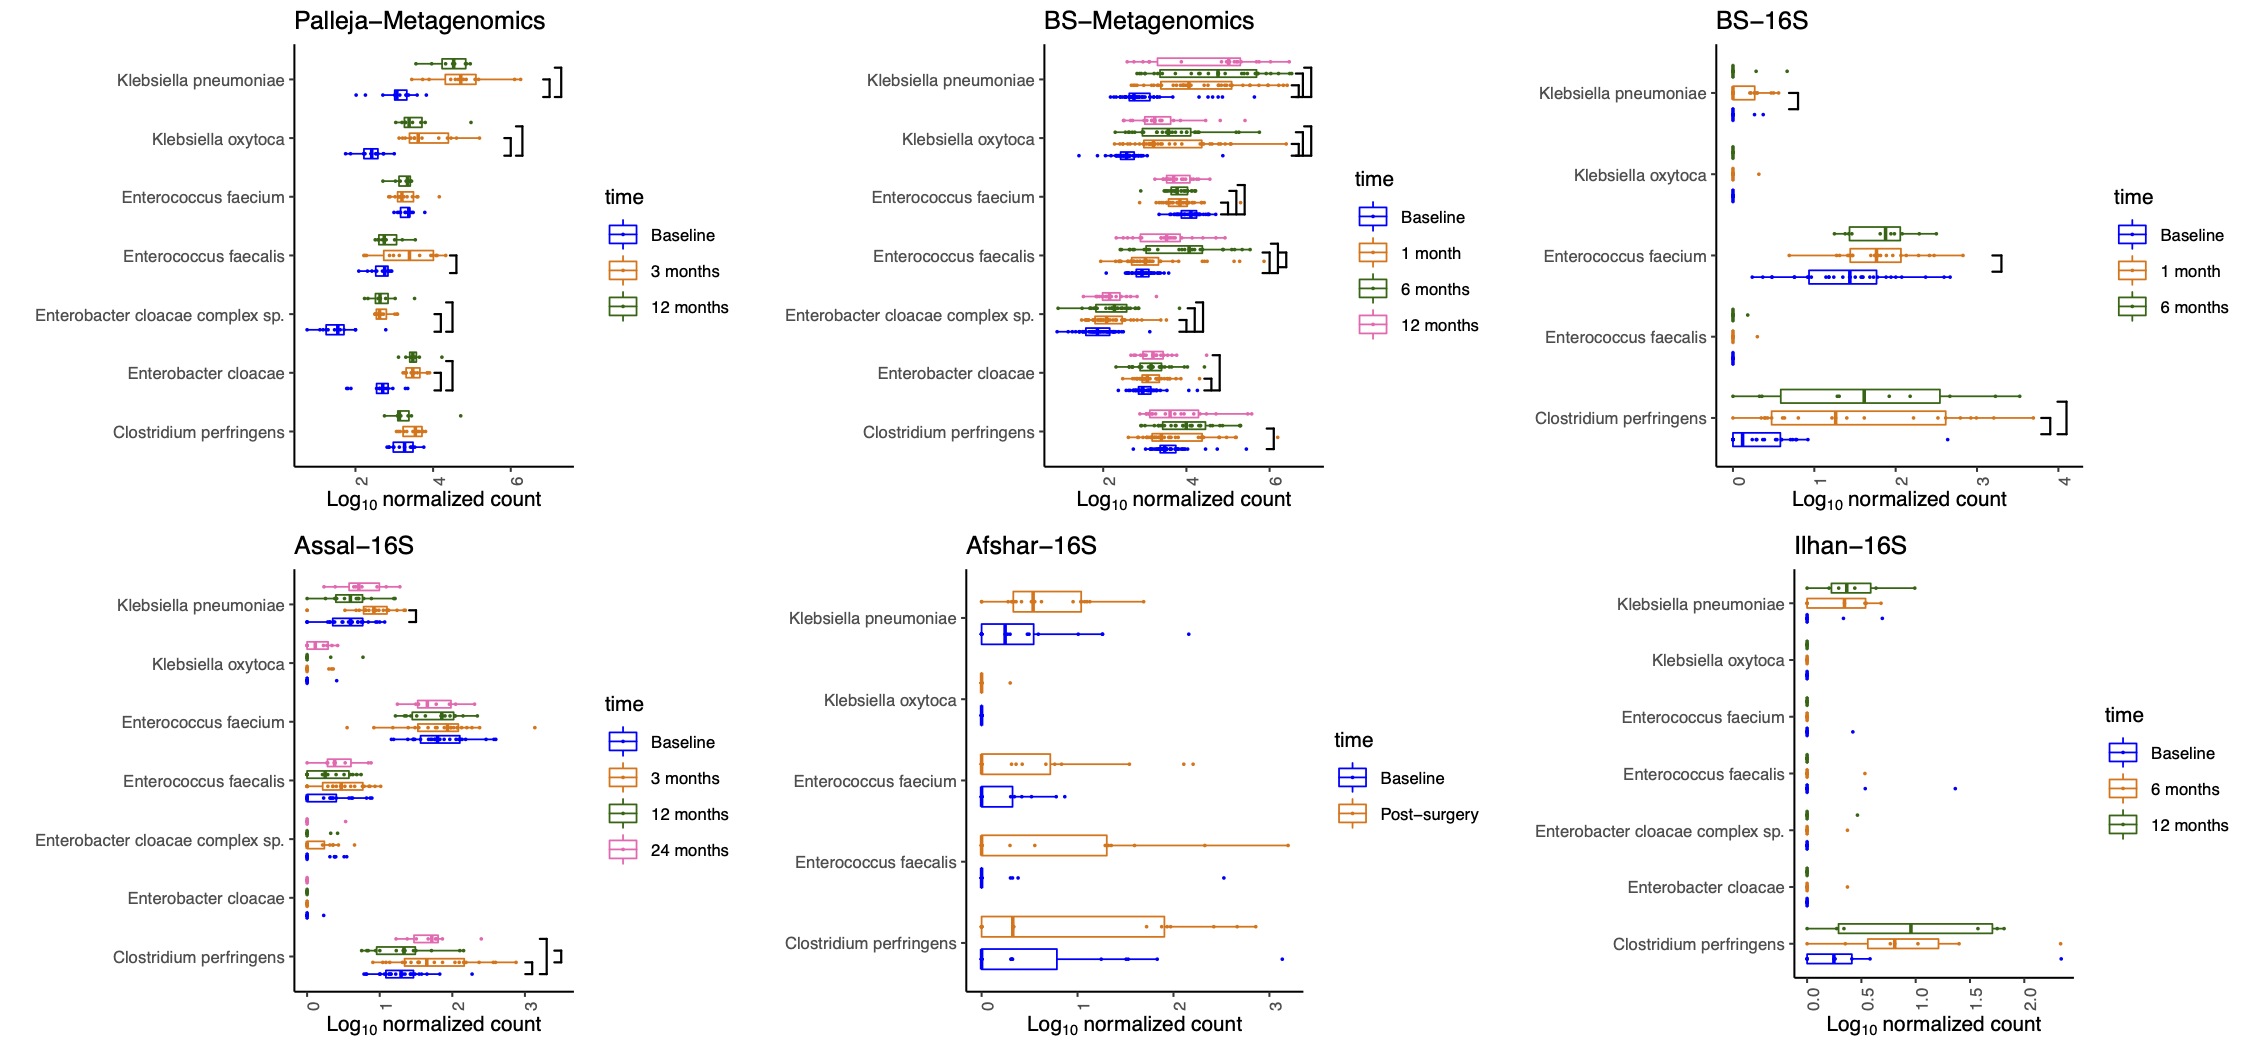 Palleja−Metagenomics
Klebsiella pneumoniae
Klebsiella oxytoca
Enterococcus faecium
Enterococcus faecalis
Enterobacter cloacae complex sp.
Enterobacter cloacae
Clostridium perfringens
2
4
6
Log10 normalized count
time
Baseline
3 months
12 months
BS−Metagenomics
Klebsiella pneumoniae
Klebsiella oxytoca
Enterococcus faecium
Enterococcus faecalis
Enterobacter cloacae complex sp.
Enterobacter cloacae
Clostridium perfringens
2
4
6
Log10 normalized count
time
Baseline
1 month
6 months
12 months
BS−16S
Klebsiella pneumoniae
Klebsiella oxytoca
Enterococcus faecium
Enterococcus faecalis
Clostridium perfringens
0
1
2
3
4
Log10 normalized count
time
Baseline
1 month
6 months
Assal−16S
Klebsiella pneumoniae
Klebsiella oxytoca
Enterococcus faecium
Enterococcus faecalis
Enterobacter cloacae complex sp.
Enterobacter cloacae
Clostridium perfringens
0
1
2
3
Log10 normalized count
time
Baseline
3 months
12 months
24 months
Afshar−16S
Klebsiella pneumoniae
Klebsiella oxytoca
Enterococcus faecium
Enterococcus faecalis
Clostridium perfringens
0
1
2
3
Log10 normalized count
time
Baseline
Post−surgery
Ilhan−16S
Klebsiella pneumoniae
Klebsiella oxytoca
Enterococcus faecium
Enterococcus faecalis
Enterobacter cloacae complex sp.
Enterobacter cloacae
Clostridium perfringens
0.0
0.5
1.0
1.5
2.0
Log10 normalized count
time
Baseline
6 months
12 months